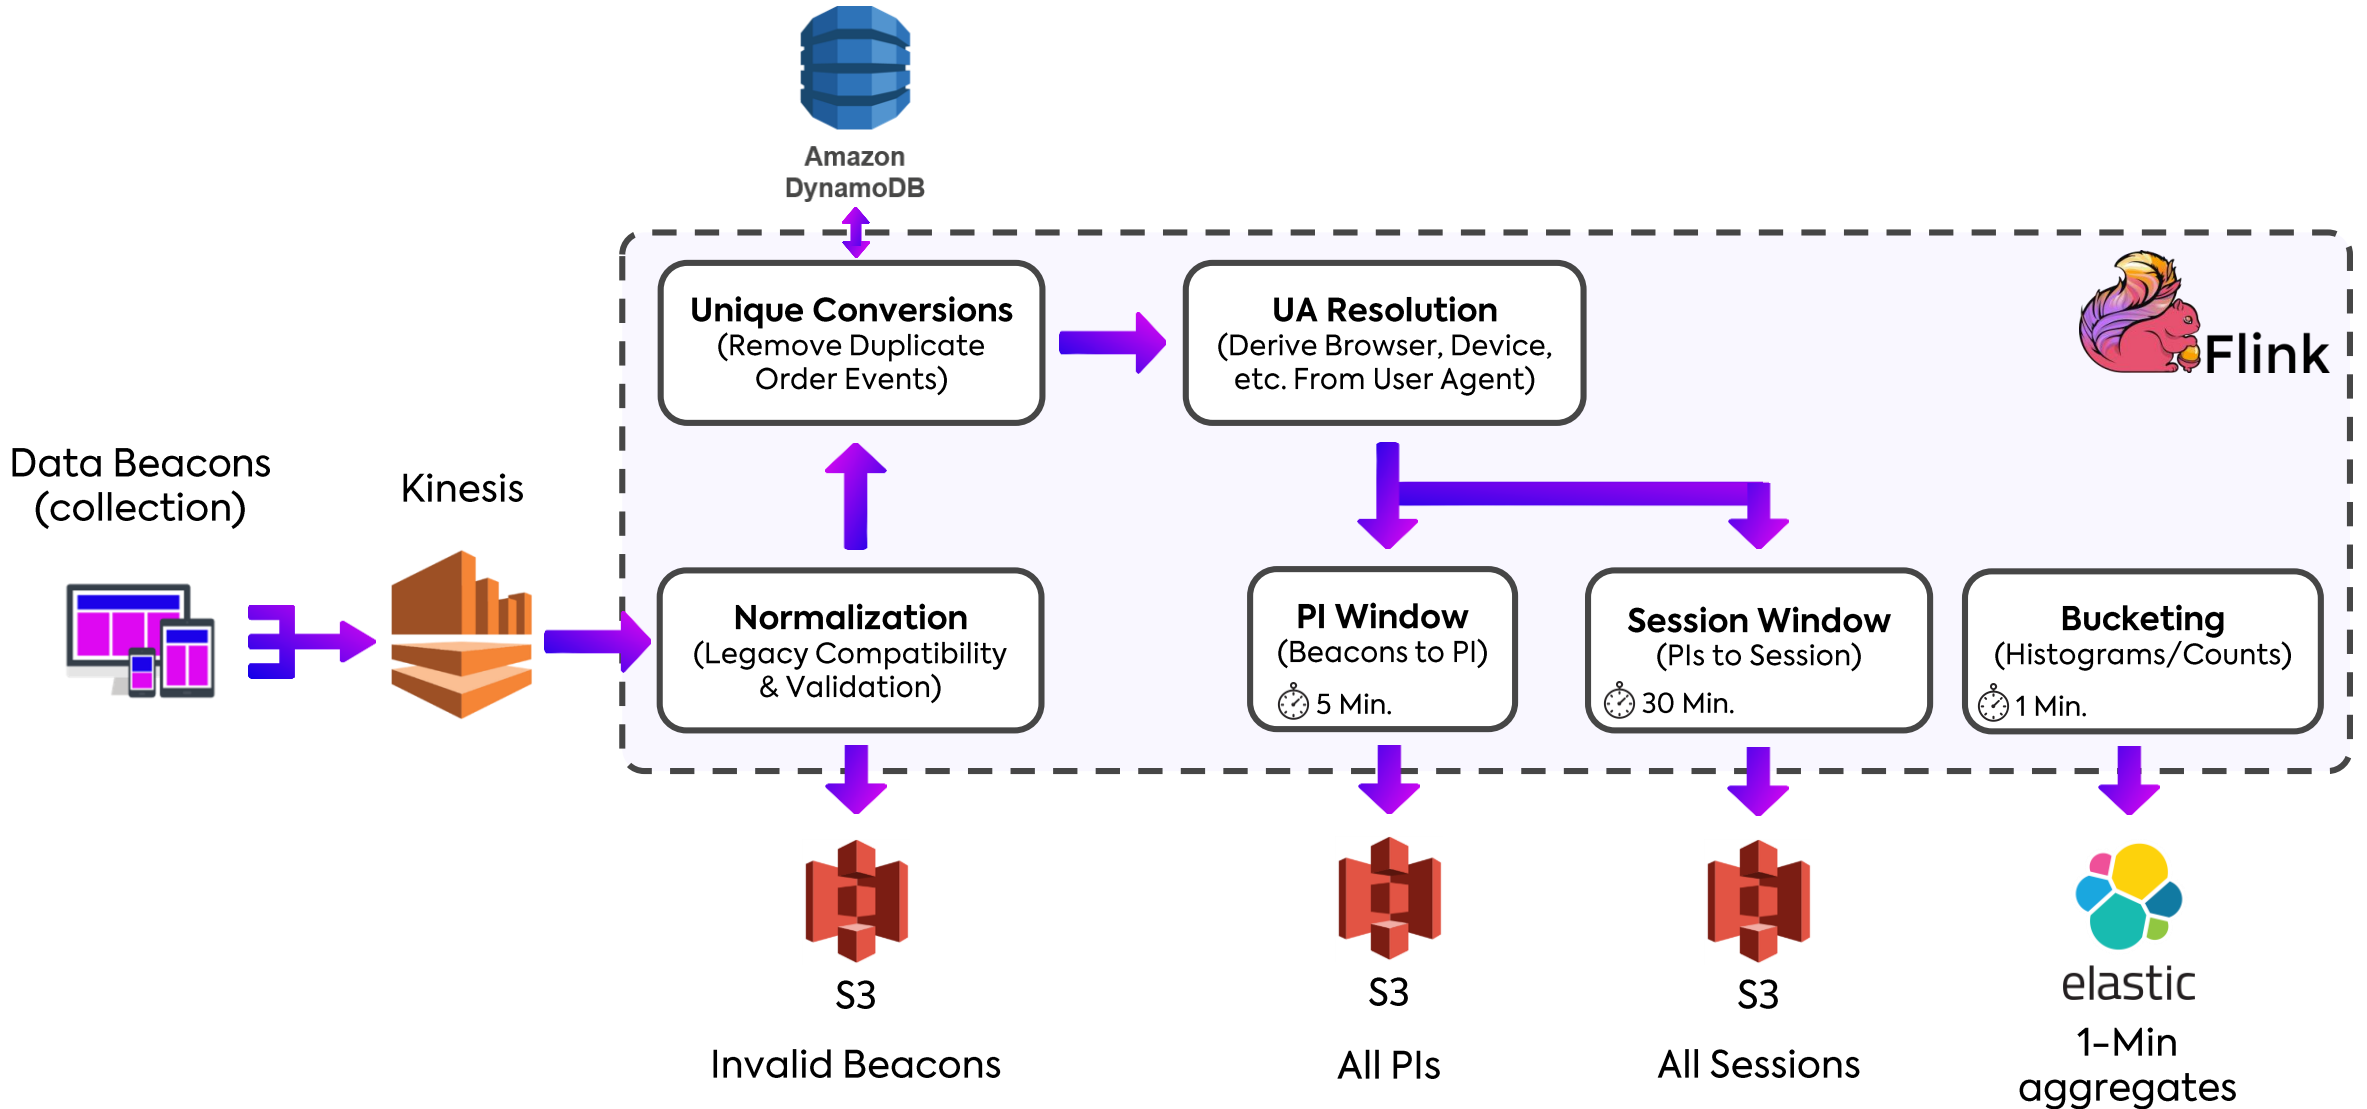 Amazon
DynamoDB
Unique Conversions
(Remove Duplicate
Order Events)
UA Resolution
(Derive Browser, Device,
etc. From User Agent)
Flink
Data Beacons
(collection)
Kinesis
Normalization
(Legacy Compatibility
& Validation)
PI Window
(Beacons to PI)
5 Min.
Session Window
(PIs to Session)
30 Min.
Bucketing
(Histograms/Counts)
1 Min.
S3
Invalid Beacons
S3
All PIs
S3
All Sessions
elastic
1-Min
aggregates